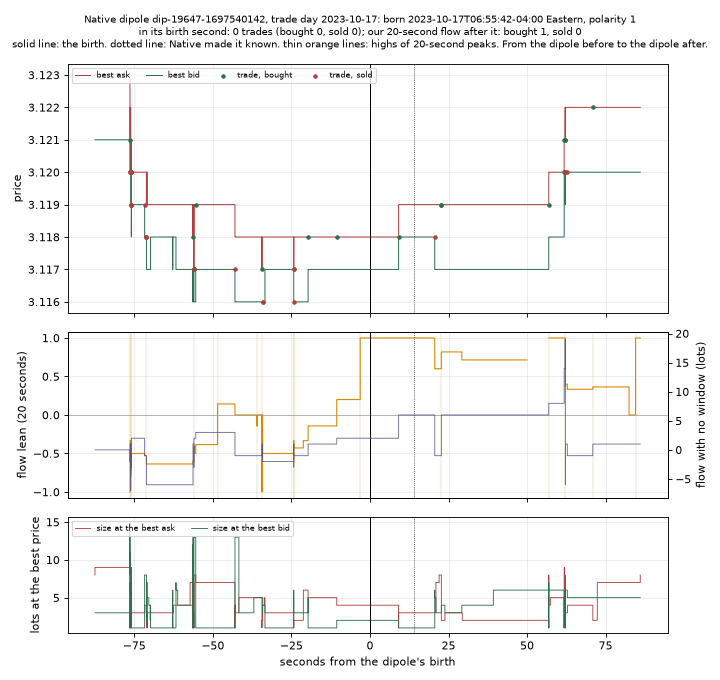 Native dipole dip-19647-1697540142, trade day 2023-10-17: born 2023-10-17T06:55:42-04:00 Eastern, polarity 1
in its birth second: 0 trades (bought 0, sold 0); our 20-second flow after it: bought 1, sold 0
solid line: the birth. dotted line: Native made it known. thin orange lines: highs of 20-second peaks. From the dipole before to the dipole after.
best ask
best bid
trade, bought
trade, sold
3.123
3.122
3.121
3.120
3.119
3.118
3.117
3.116
price
1.0
0.5
0.0
−0.5
−1.0
flow lean (20 seconds)
20
15
10
5
0
−5
flow with no window (lots)
size at the best ask
size at the best bid
15
10
5
lots at the best price
−75
−50
−25
0
25
50
75
seconds from the dipole's birth